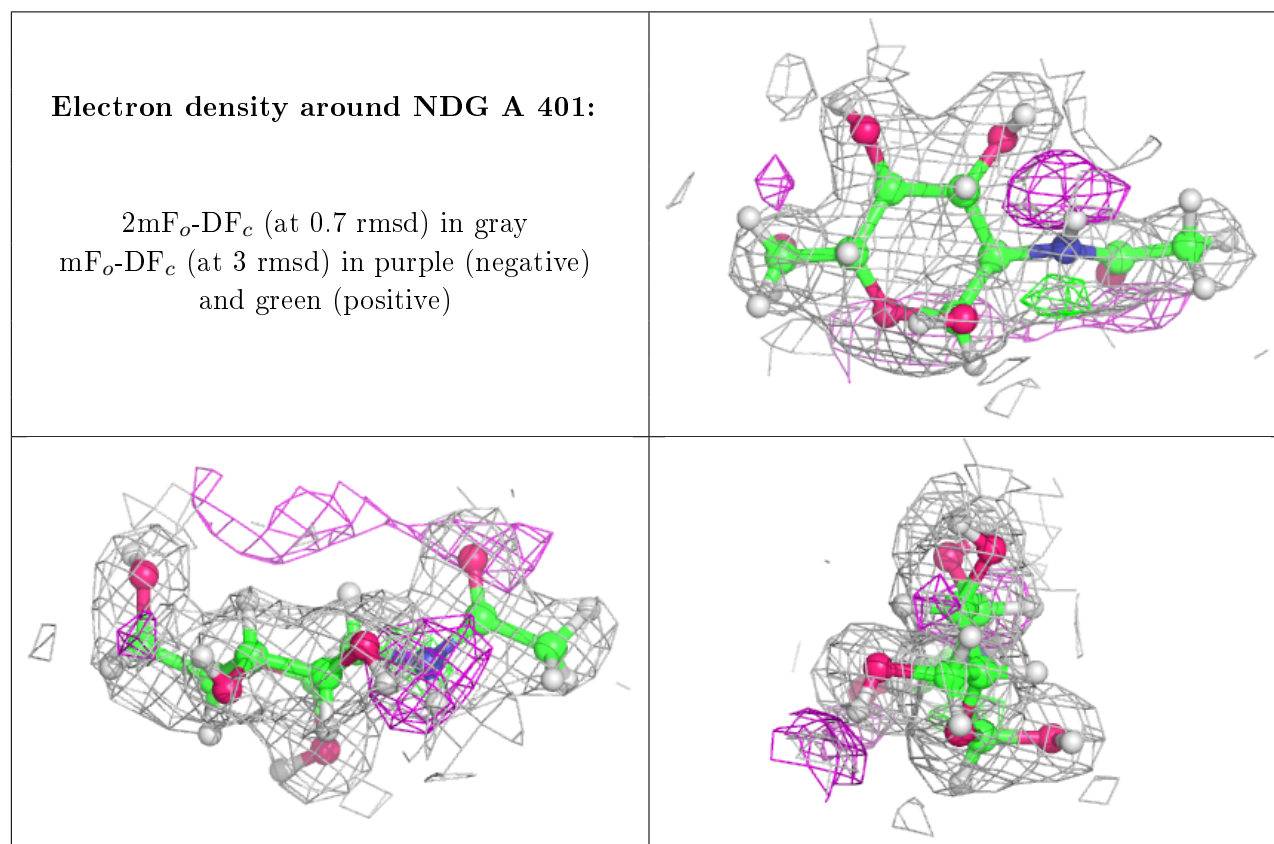 Electron density around NDG A 401:
2mFo-DFc (at 0.7 rmsd) in gray
mFo-DFc (at 3 rmsd) in purple (negative)
and green (positive)